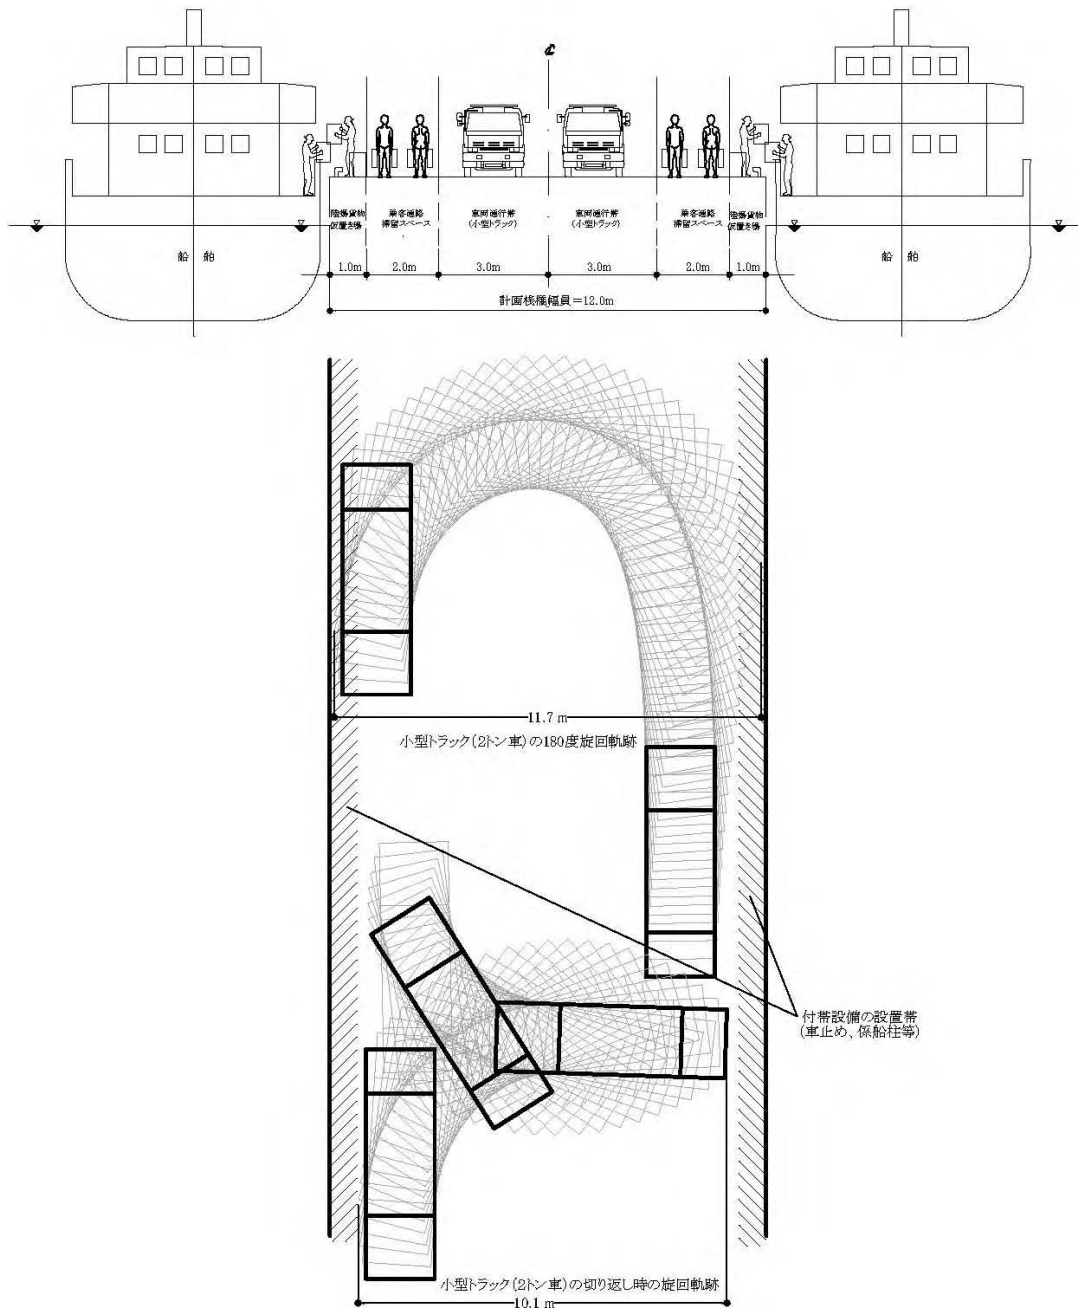 ℄
陸揚貨物
仮置き場
乗客通路
滞留スペース
車両通行帯
(小型トラック)
車両通行帯
(小型トラック)
乗客通路
滞留スペース
陸揚貨物
仮置き場
船 舶
船 舶
1.0m
2.0m
3.0m
3.0m
2.0m
1.0m
計画桟橋幅員=12.0m
11.7 m
小型トラック(2トン車)の180度旋回軌跡
付帯設備の設置帯
(車止め、係船柱等)
小型トラック(2トン車)の切り返し時の旋回軌跡
10.1 m